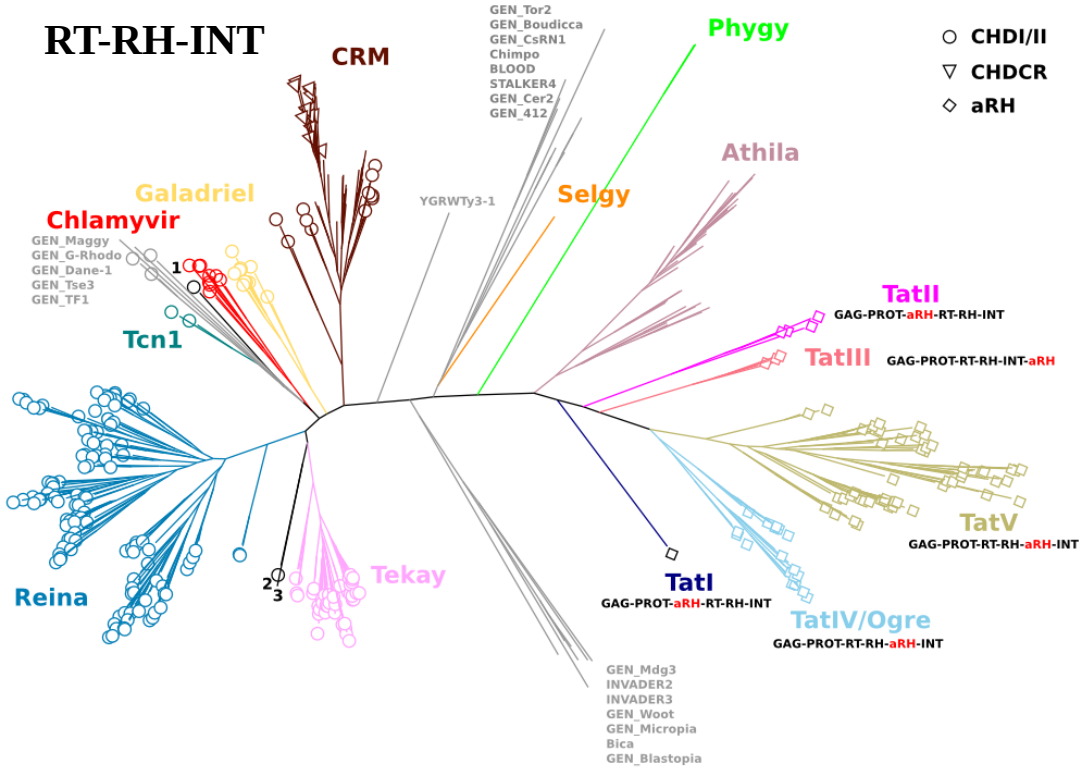 RT-RH-INT
CRM
GEN_Tor2
GEN_Boudicca
GEN_CsRN1
Chimpo
BLOOD
STALKER4
GEN_Cer2
GEN_412
Phygy
CHDI/II
CHDCR
aRH
Athila
Galadriel
Chlamyvir
YGRWTy3-1
Selgy
GEN_Maggy
GEN_G-Rhodo
GEN_Dane-1
GEN_Tse3
GEN_TF1
1
Tcn1
TatII
GAG-PROT-aRH-RT-RH-INT
TatIII
GAG-PROT-RT-RH-INT-aRH
TatV
GAG-PROT-RT-RH-aRH-INT
Reina
2
3
Tekay
TatI
GAG-PROT-aRH-RT-RH-INT
TatIV/Ogre
GAG-PROT-RT-RH-aRH-INT
GEN_Mdg3
INVADER2
INVADER3
GEN_Woot
GEN_Micropia
Bica
GEN_Blastopia